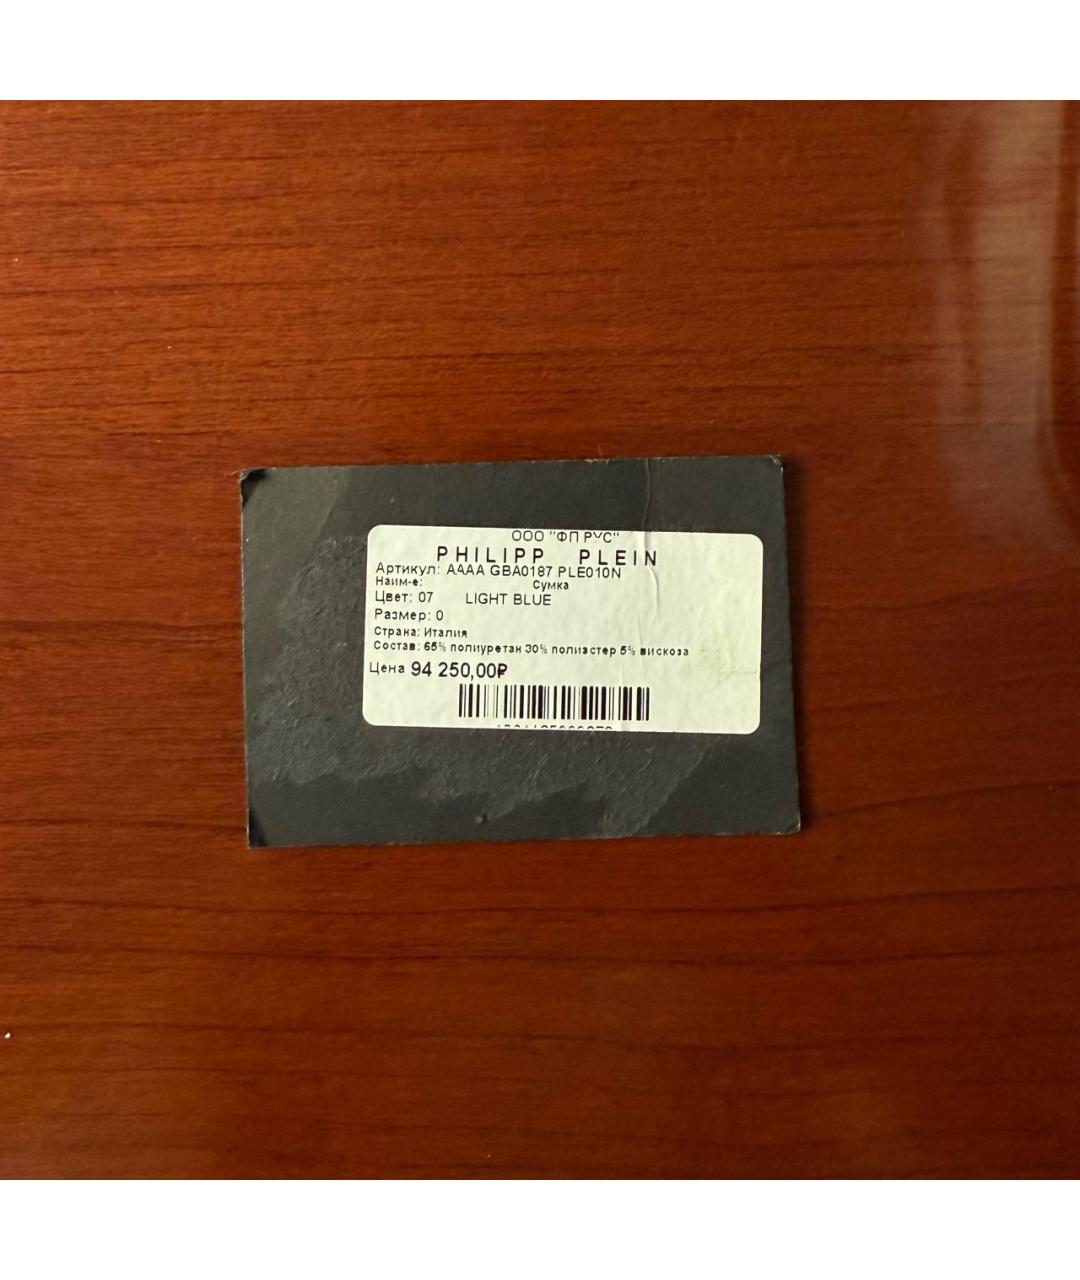 ООО "ФП РУС"
PHILIPP PLEIN
Артикул: AAAA GBA0187 PLE010N
Наим-е: Сумка
Цвет: 07 LIGHT BLUE
Размер: 0
Страна: Италия
Состав: 65% полиуретан 30% полиэстер 5% вискоза
Цена 94 250,00₽